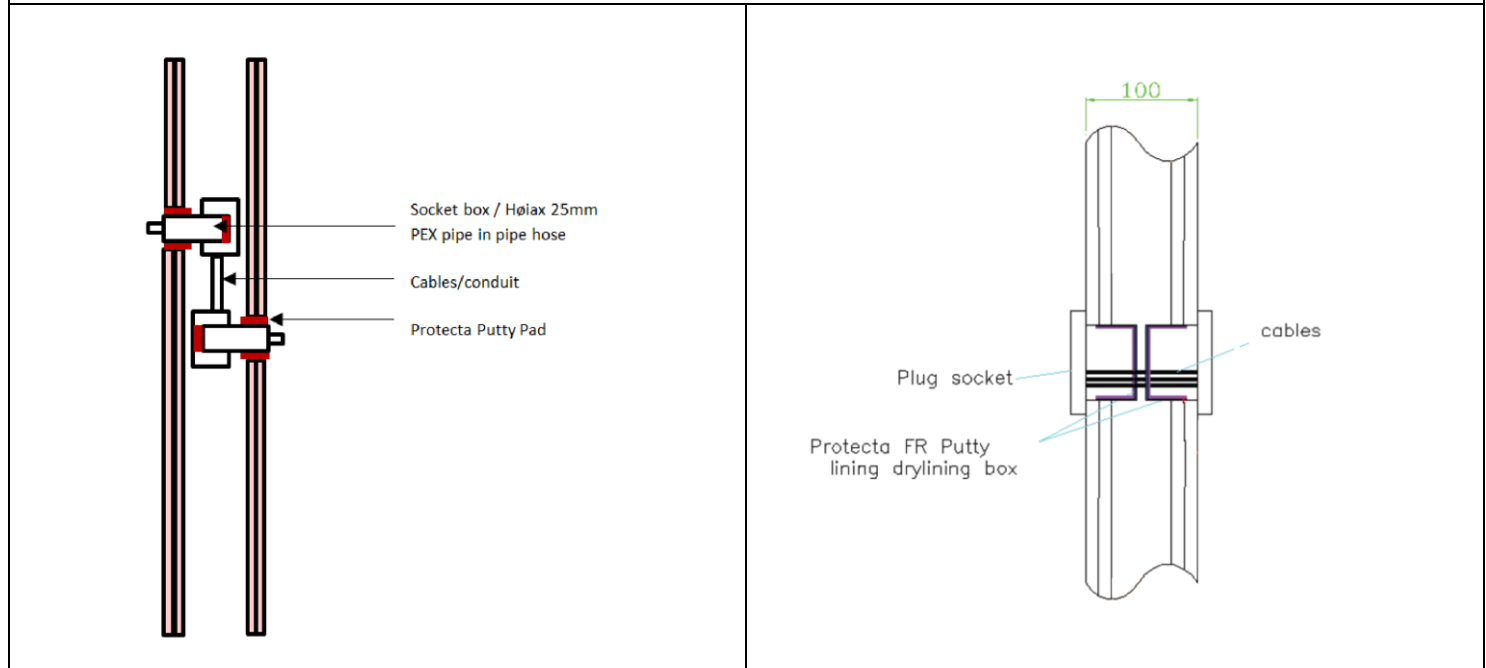 Socket box / Høiax 25mm
PEX pipe in pipe hose
Cables/conduit
Protecta Putty Pad
100
cables
Plug socket
Protecta FR Putty
lining drylining box